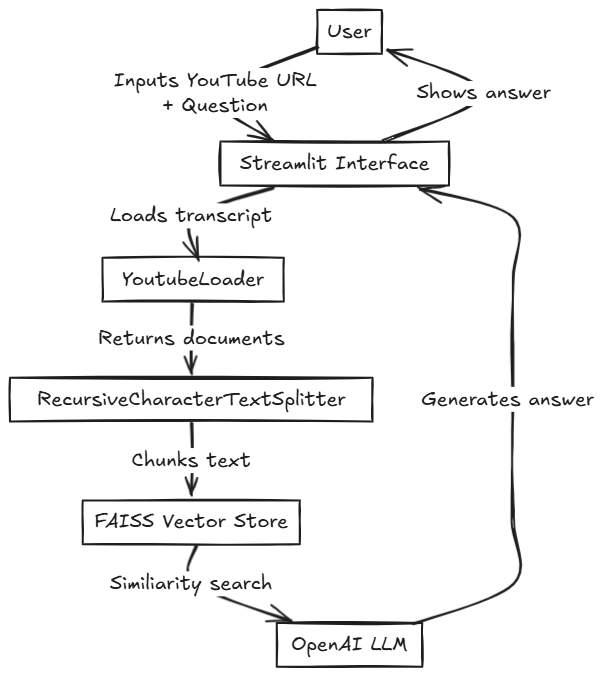 User
Inputs YouTube URL
+ Question
Shows answer
Streamlit Interface
Loads transcript
YoutubeLoader
Returns documents
RecursiveCharacterTextSplitter
Generates answer
Chunks text
FAISS Vector Store
Similiarity search
OpenAI LLM